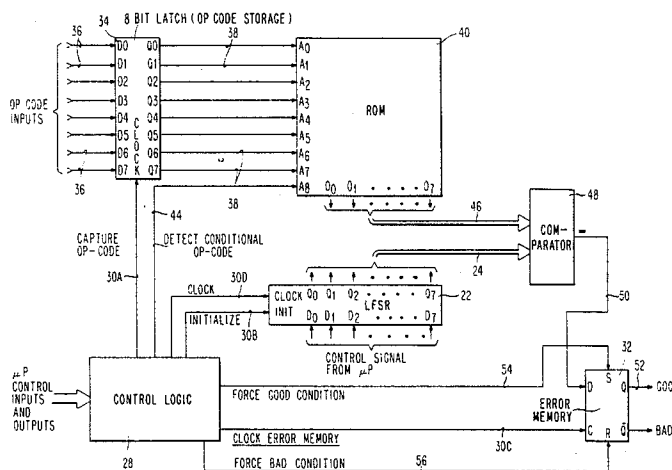 8 BIT LATCH (OP CODE STORAGE)
34
36
38
40
D0 Q0 A0
D1 Q1 A1
D2 Q2 A2
D3 Q3 A3
D4 Q4 A4
D5 Q5 A5
D6 Q6 A6
D7 Q7 A7
A8
CLOCK
OP CODE
INPUTS
ROM
O0 O1 O7
36
44
38
46
48
COM-
PARATOR
=
24
50
CAPTURE
OP-CODE
DETECT CONDITIONAL
OP-CODE
30A
CLOCK
30D
INITIALIZE
30B
CLOCK
INIT
Q0 Q1 Q2 Q7
LFSR
22
D0 D1 D2 D7
CONTROL SIGNAL
FROM μP
μP
CONTROL
INPUTS
AND
OUTPUTS
CONTROL LOGIC
28
FORCE GOOD CONDITION
54
CLOCK ERROR MEMORY
30C
FORCE BAD CONDITION
56
32
S
D Q
52
GOOD
ERROR
MEMORY
C R Q̅
BAD